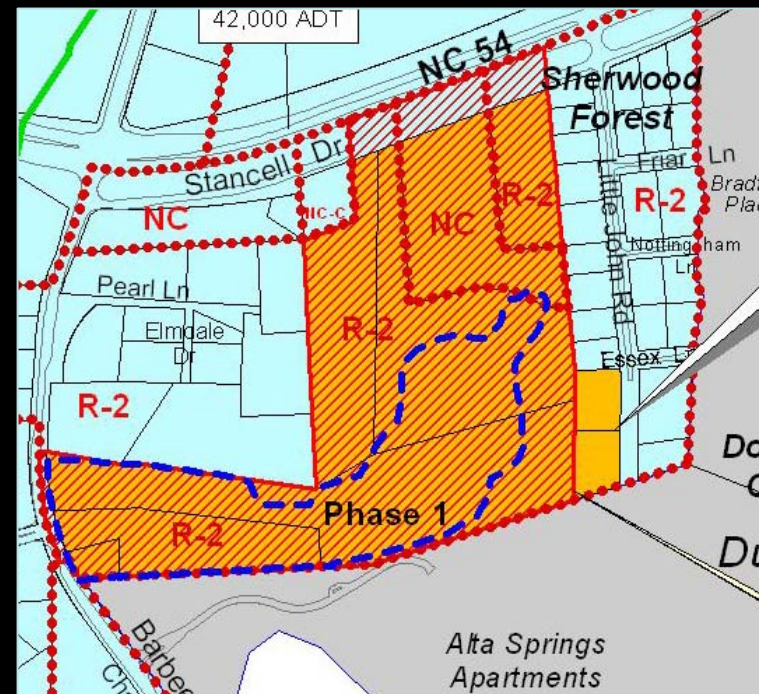 42,000 ADT
NC 54
Sherwood
Forest
Stancell Dr
Friar Ln
Little John Rd
NC
NC-C
NC
R-2
R-2
Nottingham
Ln
Pearl Ln
Elmdale
Dr
R-2
Essex Ln
R-2
Phase 1
R-2
Alta Springs
Apartments